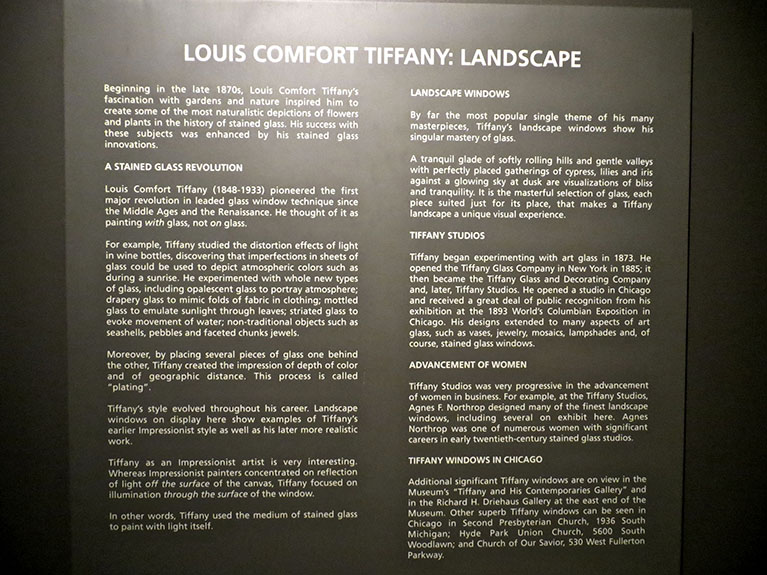 LOUIS COMFORT TIFFANY: LANDSCAPE
Beginning in the late 1870s, Louis Comfort Tiffany's
fascination with gardens and nature inspired him to
create some of the most naturalistic depictions of flowers
and plants in the history of stained glass. His success with
these subjects was enhanced by his stained glass
innovations.
A STAINED GLASS REVOLUTION
Louis Comfort Tiffany (1848-1933) pioneered the first
major revolution in leaded glass window technique since
the Middle Ages and the Renaissance. He thought of it as
painting with glass, not on glass.
For example, Tiffany studied the distortion effects of light
in wine bottles, discovering that imperfections in sheets of
glass could be used to depict atmospheric colors such as
during a sunrise. He experimented with whole new types
of glass, including opalescent glass to portray atmosphere;
drapery glass to mimic folds of fabric in clothing; mottled
glass to emulate sunlight through leaves; striated glass to
evoke movement of water; non-traditional objects such as
seashells, pebbles and faceted chunks jewels.
Moreover, by placing several pieces of glass one behind
the other, Tiffany created the impression of depth of color
and of geographic distance. This process is called
"plating".
Tiffany's style evolved throughout his career. Landscape
windows on display here show examples of Tiffany's
earlier Impressionist style as well as his later more realistic
work.
Tiffany as an Impressionist artist is very interesting.
Whereas Impressionist painters concentrated on reflection
of light off the surface of the canvas, Tiffany focused on
illumination through the surface of the window.
In other words, Tiffany used the medium of stained glass
to paint with light itself.
LANDSCAPE WINDOWS
By far the most popular single theme of his many
masterpieces, Tiffany's landscape windows show his
singular mastery of glass.
A tranquil glade of softly rolling hills and gentle valleys
with perfectly placed gatherings of cypress, lilies and iris
against a glowing sky at dusk are visualizations of bliss
and tranquility. It is the masterful selection of glass, each
piece suited just for its place, that makes a Tiffany
landscape a unique visual experience.
TIFFANY STUDIOS
Tiffany began experimenting with art glass in 1873. He
opened the Tiffany Glass Company in New York in 1885; it
then became the Tiffany Glass and Decorating Company
and, later, Tiffany Studios. He opened a studio in Chicago
and received a great deal of public recognition from his
exhibition at the 1893 World's Columbian Exposition in
Chicago. His designs extended to many aspects of art
glass, such as vases, jewelry, mosaics, lampshades and, of
course, stained glass windows.
ADVANCEMENT OF WOMEN
Tiffany Studios was very progressive in the advancement
of women in business. For example, at the Tiffany Studios,
Agnes F. Northrop designed many of the finest landscape
windows, including several on exhibit here. Agnes
Northrop was one of numerous women with significant
careers in early twentieth-century stained glass studios.
TIFFANY WINDOWS IN CHICAGO
Additional significant Tiffany windows are on view in the
Museum's "Tiffany and His Contemporaries Gallery" and
in the Richard H. Driehaus Gallery at the east end of the
Museum. Other superb Tiffany windows can be seen in
Chicago in Second Presbyterian Church, 1936 South
Michigan; Hyde Park Union Church, 5600 South
Woodlawn; and Church of Our Savior, 530 West Fullerton
Parkway.